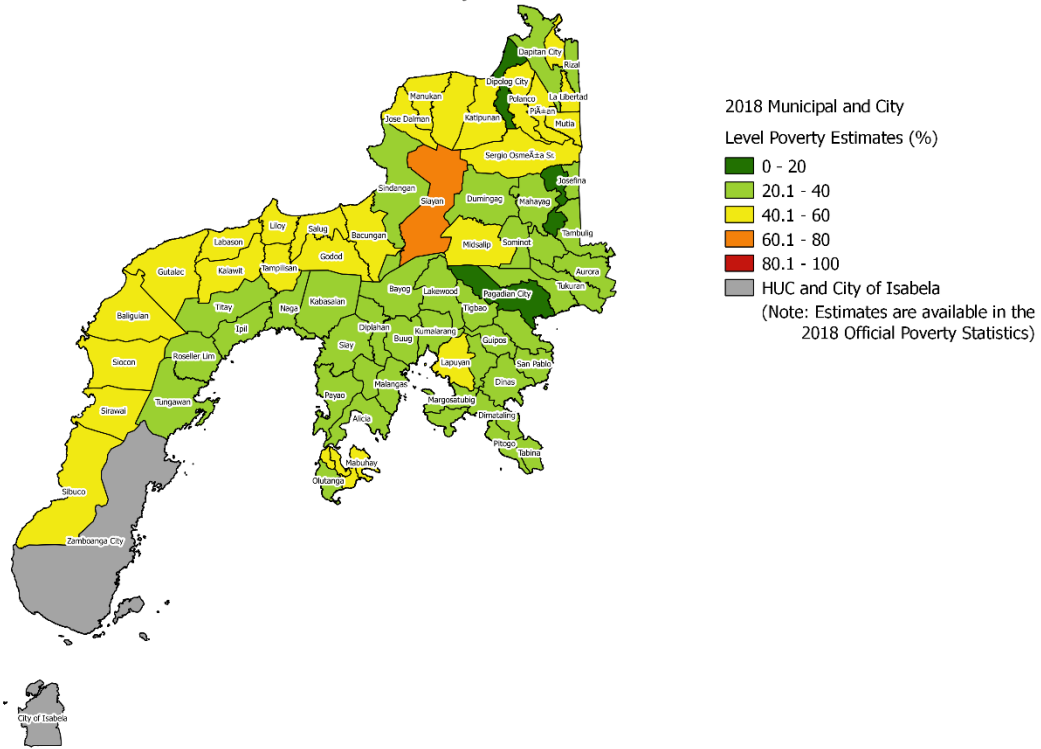 Dapitan City
Rizal
Dipolog City
La Libertad
Manukan
Polanco
PiÃ±an
Jose Dalman
Katipunan
Mutia
Sergio OsmeÃ±a Sr.
Sindangan
Siayan
Dumingag
Mahayag
Josefina
Liloy
Salug
Bacungan
Tambulig
Labason
Godod
Midsalip
Sominot
Gutalac
Kalawit
Tampilisan
Aurora
Bayog
Lakewood
Pagadian City
Tukuran
Titay
Naga
Kabasalan
Tigbao
Baliguian
Ipil
Diplahan
Kumalarang
Siay
Buug
Guipos
Siocon
Roseller Lim
Lapuyan
San Pablo
Malangas
Dinas
Sirawai
Tungawan
Payao
Margosatubig
Alicia
Dimataling
Pitogo
Tabina
Mabuhay
Olutanga
Sibuco
Zamboanga City
City of Isabela
2018 Municipal and City
Level Poverty Estimates (%)
0 - 20
20.1 - 40
40.1 - 60
60.1 - 80
80.1 - 100
HUC and City of Isabela
(Note: Estimates are available in the
2018 Official Poverty Statistics)